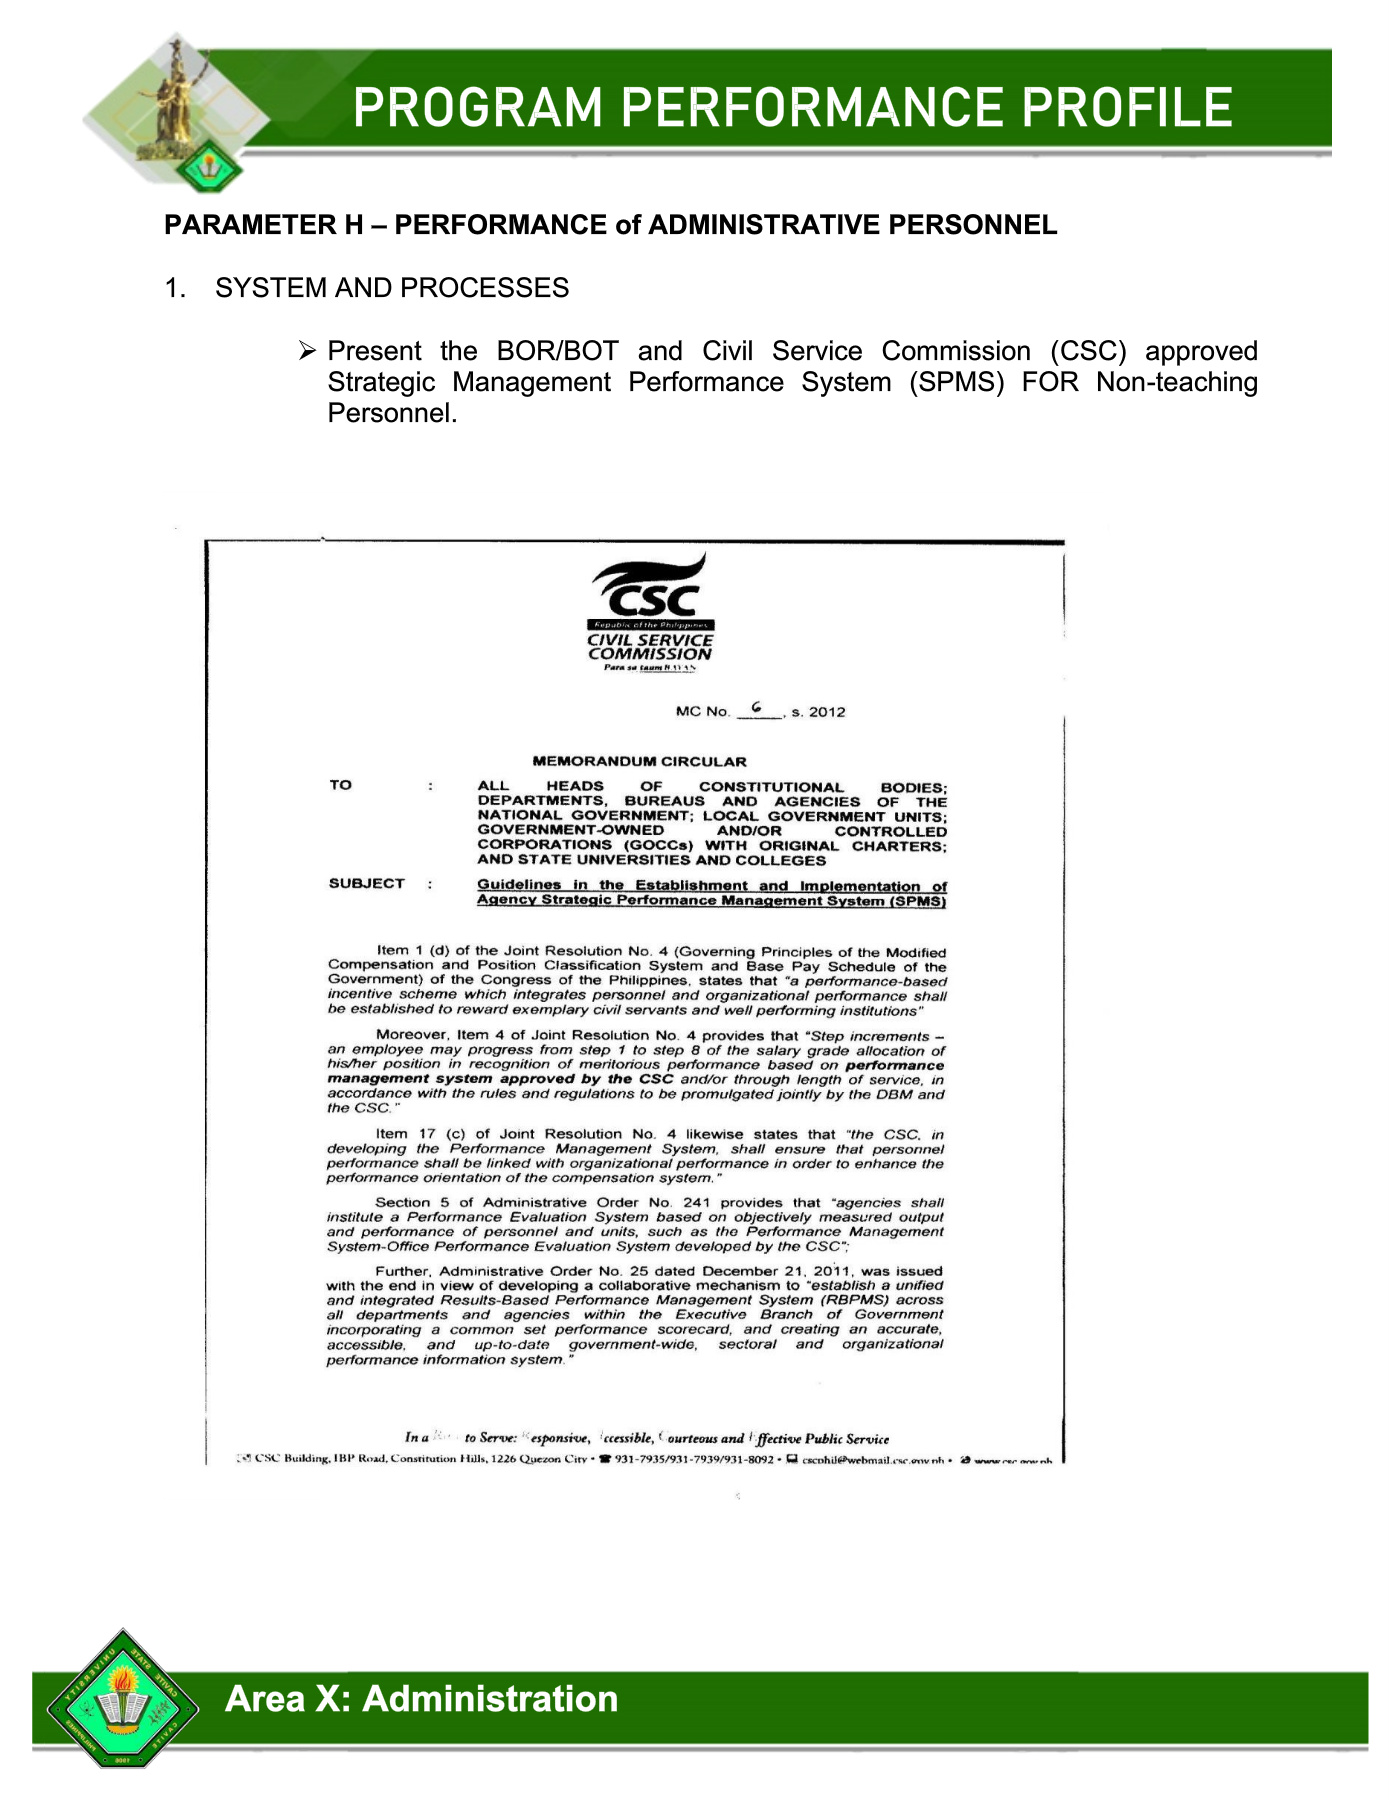 PROGRAM PERFORMANCE PROFILE
PARAMETER H – PERFORMANCE of ADMINISTRATIVE PERSONNEL
1. SYSTEM AND PROCESSES
➢ Present the BOR/BOT and Civil Service Commission (CSC) approved
Strategic Management Performance System (SPMS) FOR Non-teaching
Personnel.
CSC
Republic of the Philippines
CIVIL SERVICE
COMMISSION
Para sa
MC No. 6, s. 2012
MEMORANDUM CIRCULAR
TO : ALL HEADS OF CONSTITUTIONAL BODIES;
DEPARTMENTS, BUREAUS AND AGENCIES OF THE
NATIONAL GOVERNMENT; LOCAL GOVERNMENT UNITS;
GOVERNMENT-OWNED AND/OR CONTROLLED
CORPORATIONS (GOCCs) WITH ORIGINAL CHARTERS;
AND STATE UNIVERSITIES AND COLLEGES
SUBJECT : Guidelines in the Establishment and Implementation of
Agency Strategic Performance Management System (SPMS)
Item 1 (d) of the Joint Resolution No. 4 (Governing Principles of the Modified
Compensation and Position Classification System and Base Pay Schedule of the
Government) of the Congress of the Philippines, states that "a performance-based
incentive scheme which integrates personnel and organizational performance shall
be established to reward exemplary civil servants and well performing institutions"
Moreover, Item 4 of Joint Resolution No. 4 provides that "Step increments –
an employee may progress from step 1 to step 8 of the salary grade allocation of
his/her position in recognition of meritorious performance based on performance
management system approved by the CSC and/or through length of service, in
accordance with the rules and regulations to be promulgated jointly by the DBM and
the CSC."
Item 17 (c) of Joint Resolution No. 4 likewise states that "the CSC, in
developing the Performance Management System, shall ensure that personnel
performance shall be linked with organizational performance in order to enhance the
performance orientation of the compensation system."
Section 5 of Administrative Order No. 241 provides that "agencies shall
institute a Performance Evaluation System based on objectively measured output
and performance of personnel and units, such as the Performance Management
System-Office Performance Evaluation System developed by the CSC";
Further, Administrative Order No. 25 dated December 21, 2011, was issued
with the end in view of developing a collaborative mechanism to "establish a unified
and integrated Results-Based Performance Management System (RBPMS) across
all departments and agencies within the Executive Branch of Government
incorporating a common set performance scorecard, and creating an accurate,
accessible, and up-to-date government-wide, sectoral and organizational
performance information system."
In a to Serve: esponsive, ccessible, ourteous and ffective Public Service
CSC Building, IBP Road, Constitution Hills, 1226 Quezon City • 931-7935/931-7939/931-8092 • cscphil@webmail.csc.gov.ph • www.csc.gov.ph
CAVITE STATE UNIVERSITY
CAVITE
PHILIPPINES
1906
Area X: Administration